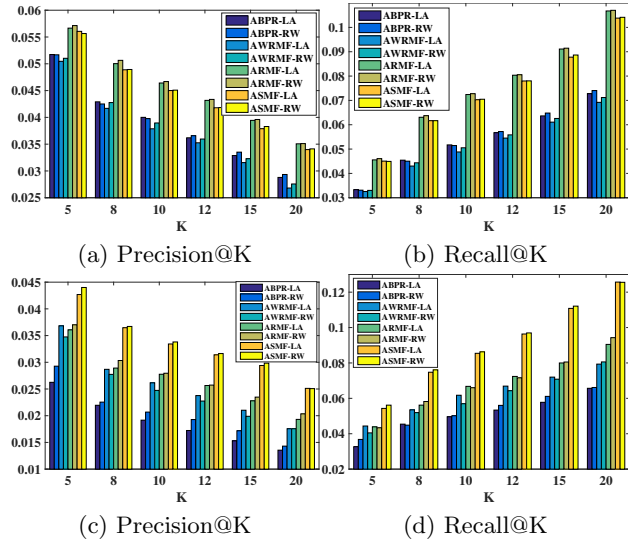 0.06
0.055
0.05
0.045
0.04
0.035
0.03
0.025
ABPR-LA
ABPR-RW
AWRMF-LA
AWRMF-RW
ARMF-LA
ARMF-RW
ASMF-LA
ASMF-RW
5 8 10 12 15 20
K
(a) Precision@K
0.1
0.09
0.08
0.07
0.06
0.05
0.04
0.03
ABPR-LA
ABPR-RW
AWRMF-LA
AWRMF-RW
ARMF-LA
ARMF-RW
ASMF-LA
ASMF-RW
5 8 10 12 15 20
K
(b) Recall@K
0.045
0.04
0.035
0.03
0.025
0.02
0.015
0.01
ABPR-LA
ABPR-RW
AWRMF-LA
AWRMF-RW
ARMF-LA
ARMF-RW
ASMF-LA
ASMF-RW
5 8 10 12 15 20
K
(c) Precision@K
0.12
0.1
0.08
0.06
0.04
0.02
ABPR-LA
ABPR-RW
AWRMF-LA
AWRMF-RW
ARMF-LA
ARMF-RW
ASMF-LA
ASMF-RW
5 8 10 12 15 20
K
(d) Recall@K